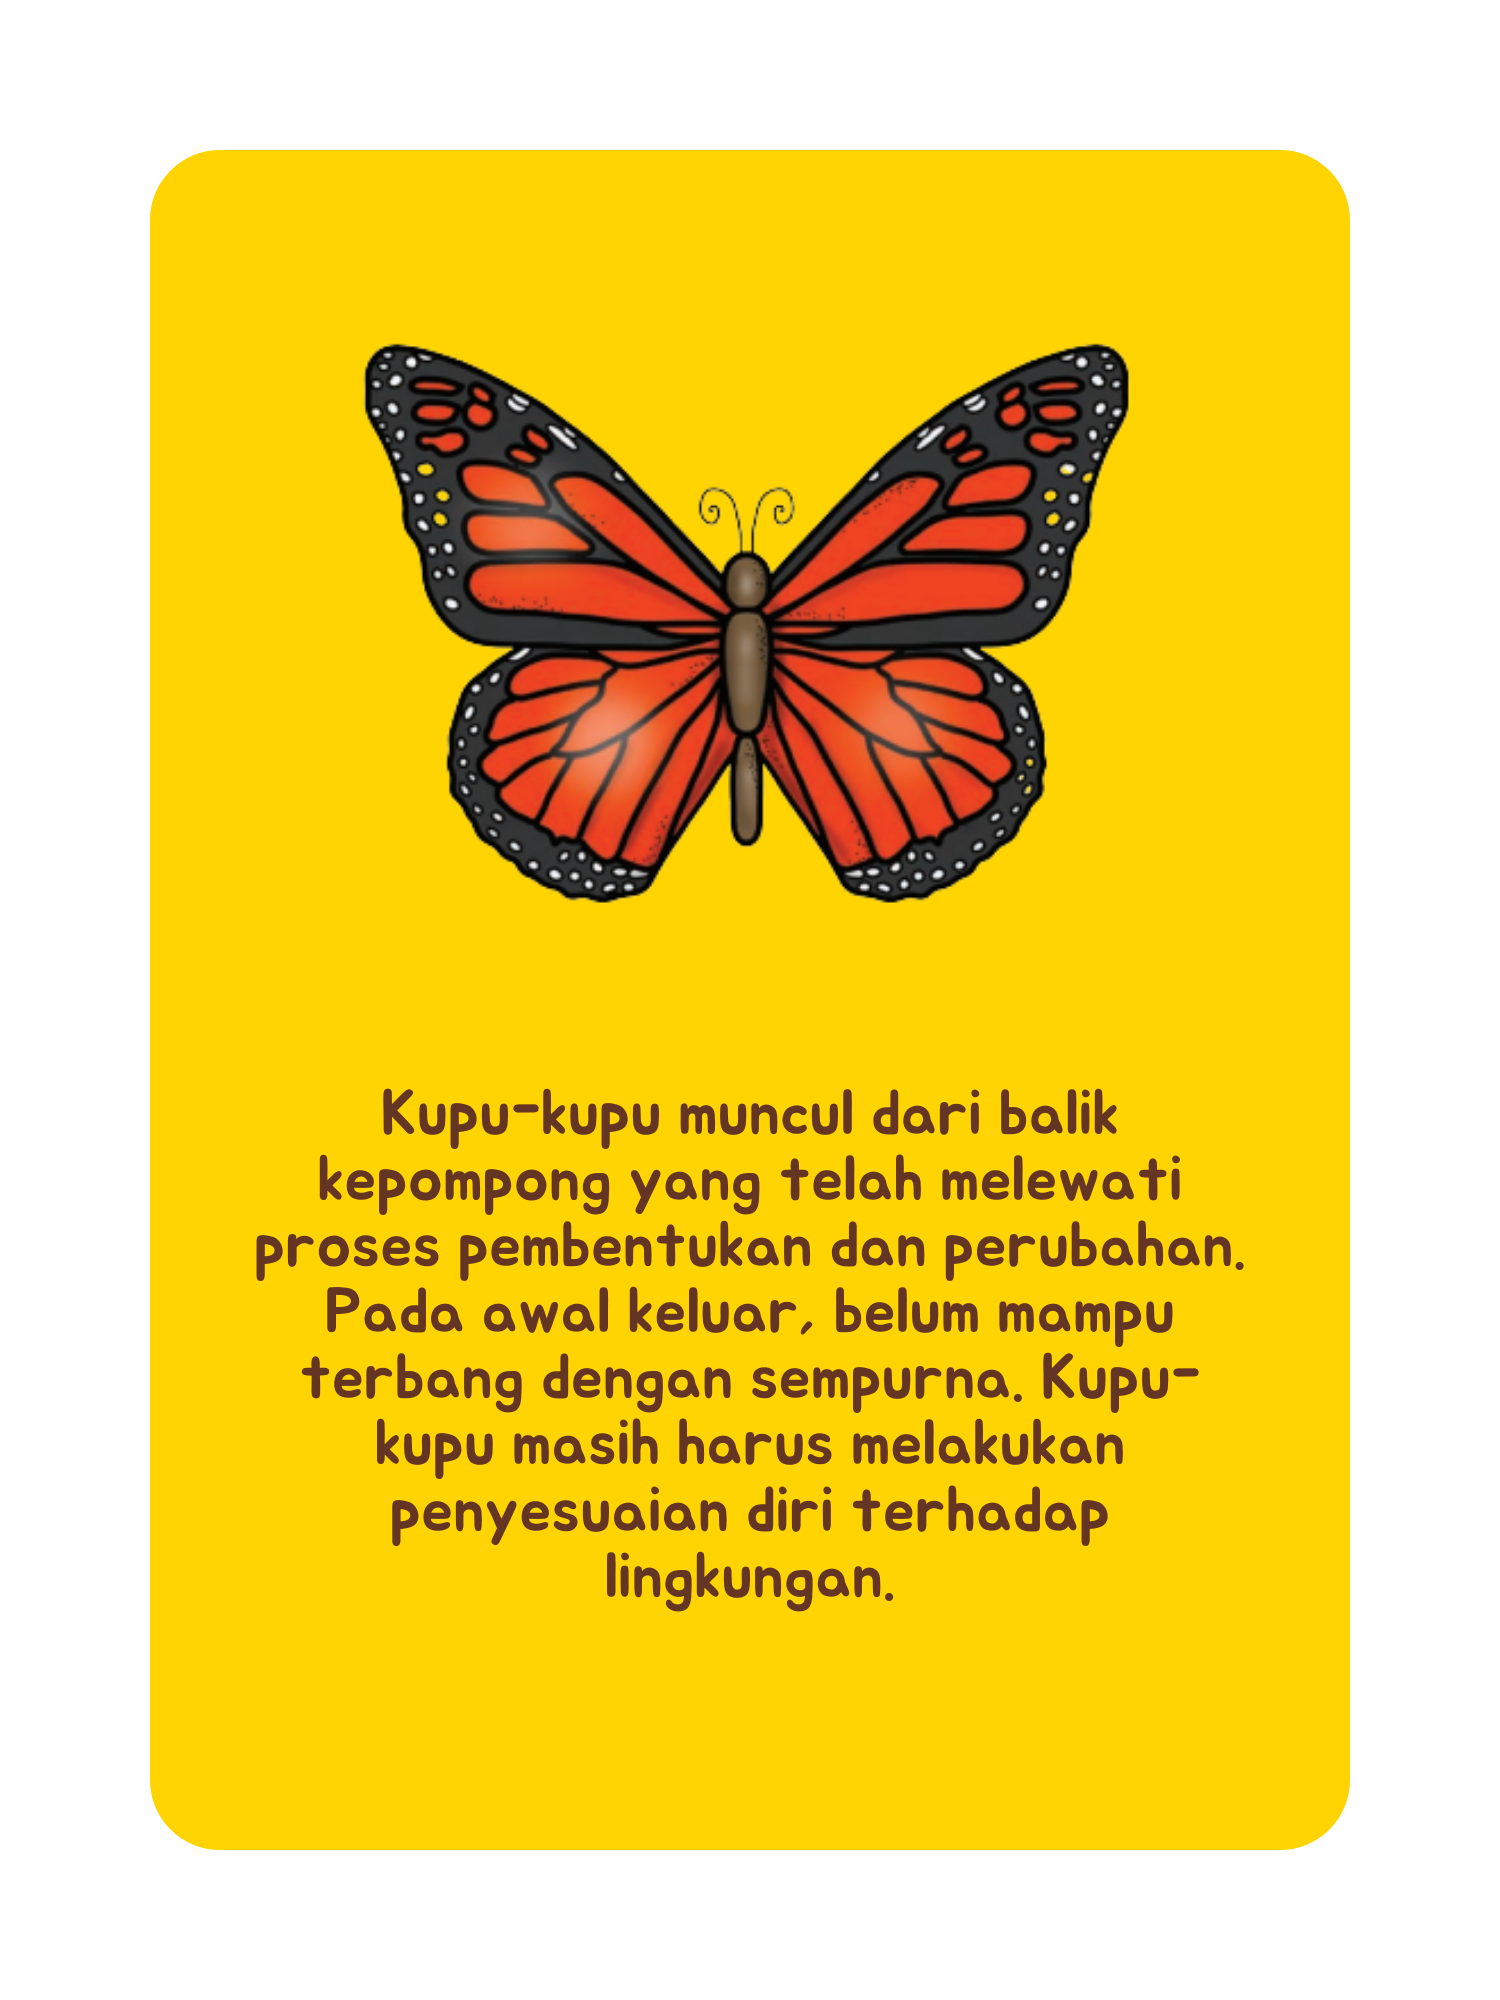 Kupu-kupu muncul dari balik
kepompong yang telah melewati
proses pembentukan dan perubahan.
Pada awal keluar, belum mampu
terbang dengan sempurna. Kupu-
kupu masih harus melakukan
penyesuaian diri terhadap
lingkungan.